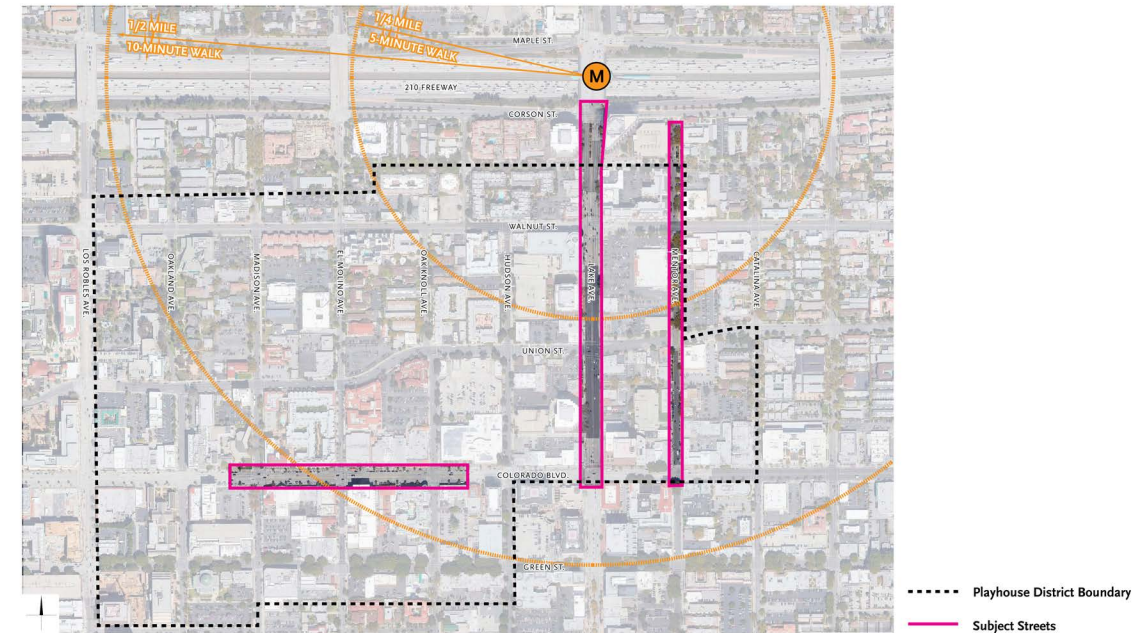 1/2 MILE
10-MINUTE WALK
1/4 MILE
5-MINUTE WALK
MAPLE ST.
M
210 FREEWAY
CORSON ST.
WALNUT ST.
LOS ROBLES AVE.
OAKLAND AVE.
MADISON AVE.
EL MOLINO AVE.
OAK KNOLL AVE.
HUDSON AVE.
LAKE AVE.
MENTOR AVE.
CATALINA AVE.
UNION ST.
COLORADO BLVD.
GREEN ST.
Playhouse District Boundary
Subject Streets